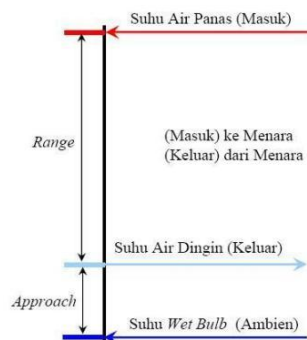 Suhu Air Panas (Masuk)
Range
(Masuk) ke Menara
(Keluar) dari Menara
Suhu Air Dingin (Keluar)
Approach
Suhu Wet Bulb (Ambien)